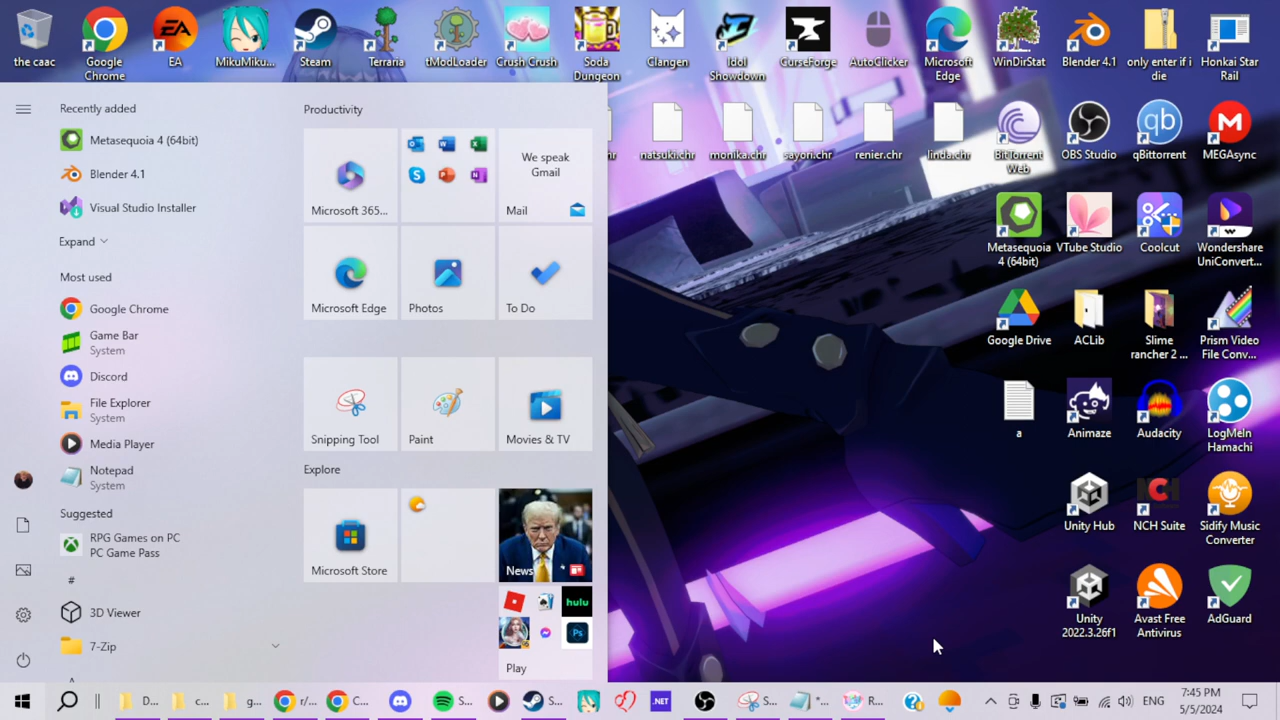 the caac
Google
Chrome
EA
MikuMiku...
Steam
Terraria
tModLoader
Crush Crush
Soda
Dungeon
Clangen
Idol
Showdown
CurseForge
AutoClicker
Microsoft
Edge
WinDirStat
Blender 4.1
only enter if i
die
Honkai Star
Rail
hr
natsuki.chr
monika.chr
sayori.chr
renier.chr
linda.chr
BitTorrent
Web
OBS Studio
qBittorrent
MEGAsync
Metasequoia
4 (64bit)
VTube Studio
Coolcut
Wondershare
UniConvert...
Google Drive
ACLib
Slime
rancher 2 ...
Prism Video
File Conv...
a
Animaze
Audacity
LogMeIn
Hamachi
Unity Hub
NCH Suite
Sidify Music
Converter
Unity
2022.3.26f1
Avast Free
Antivirus
AdGuard
Recently added
Metasequoia 4 (64bit)
Blender 4.1
Visual Studio Installer
Expand
Most used
Google Chrome
Game Bar
System
Discord
File Explorer
System
Media Player
Notepad
System
Suggested
RPG Games on PC
PC Game Pass
#
3D Viewer
7-Zip
Productivity
Microsoft 365...
We speak
Gmail
Mail
Microsoft Edge
Photos
To Do
Snipping Tool
Paint
Movies & TV
Explore
Microsoft Store
News
hulu
Ps
Play
D...
c...
g...
r/...
C...
S...
S...
.NET
S...
*...
R...
ENG
7:45 PM
5/5/2024